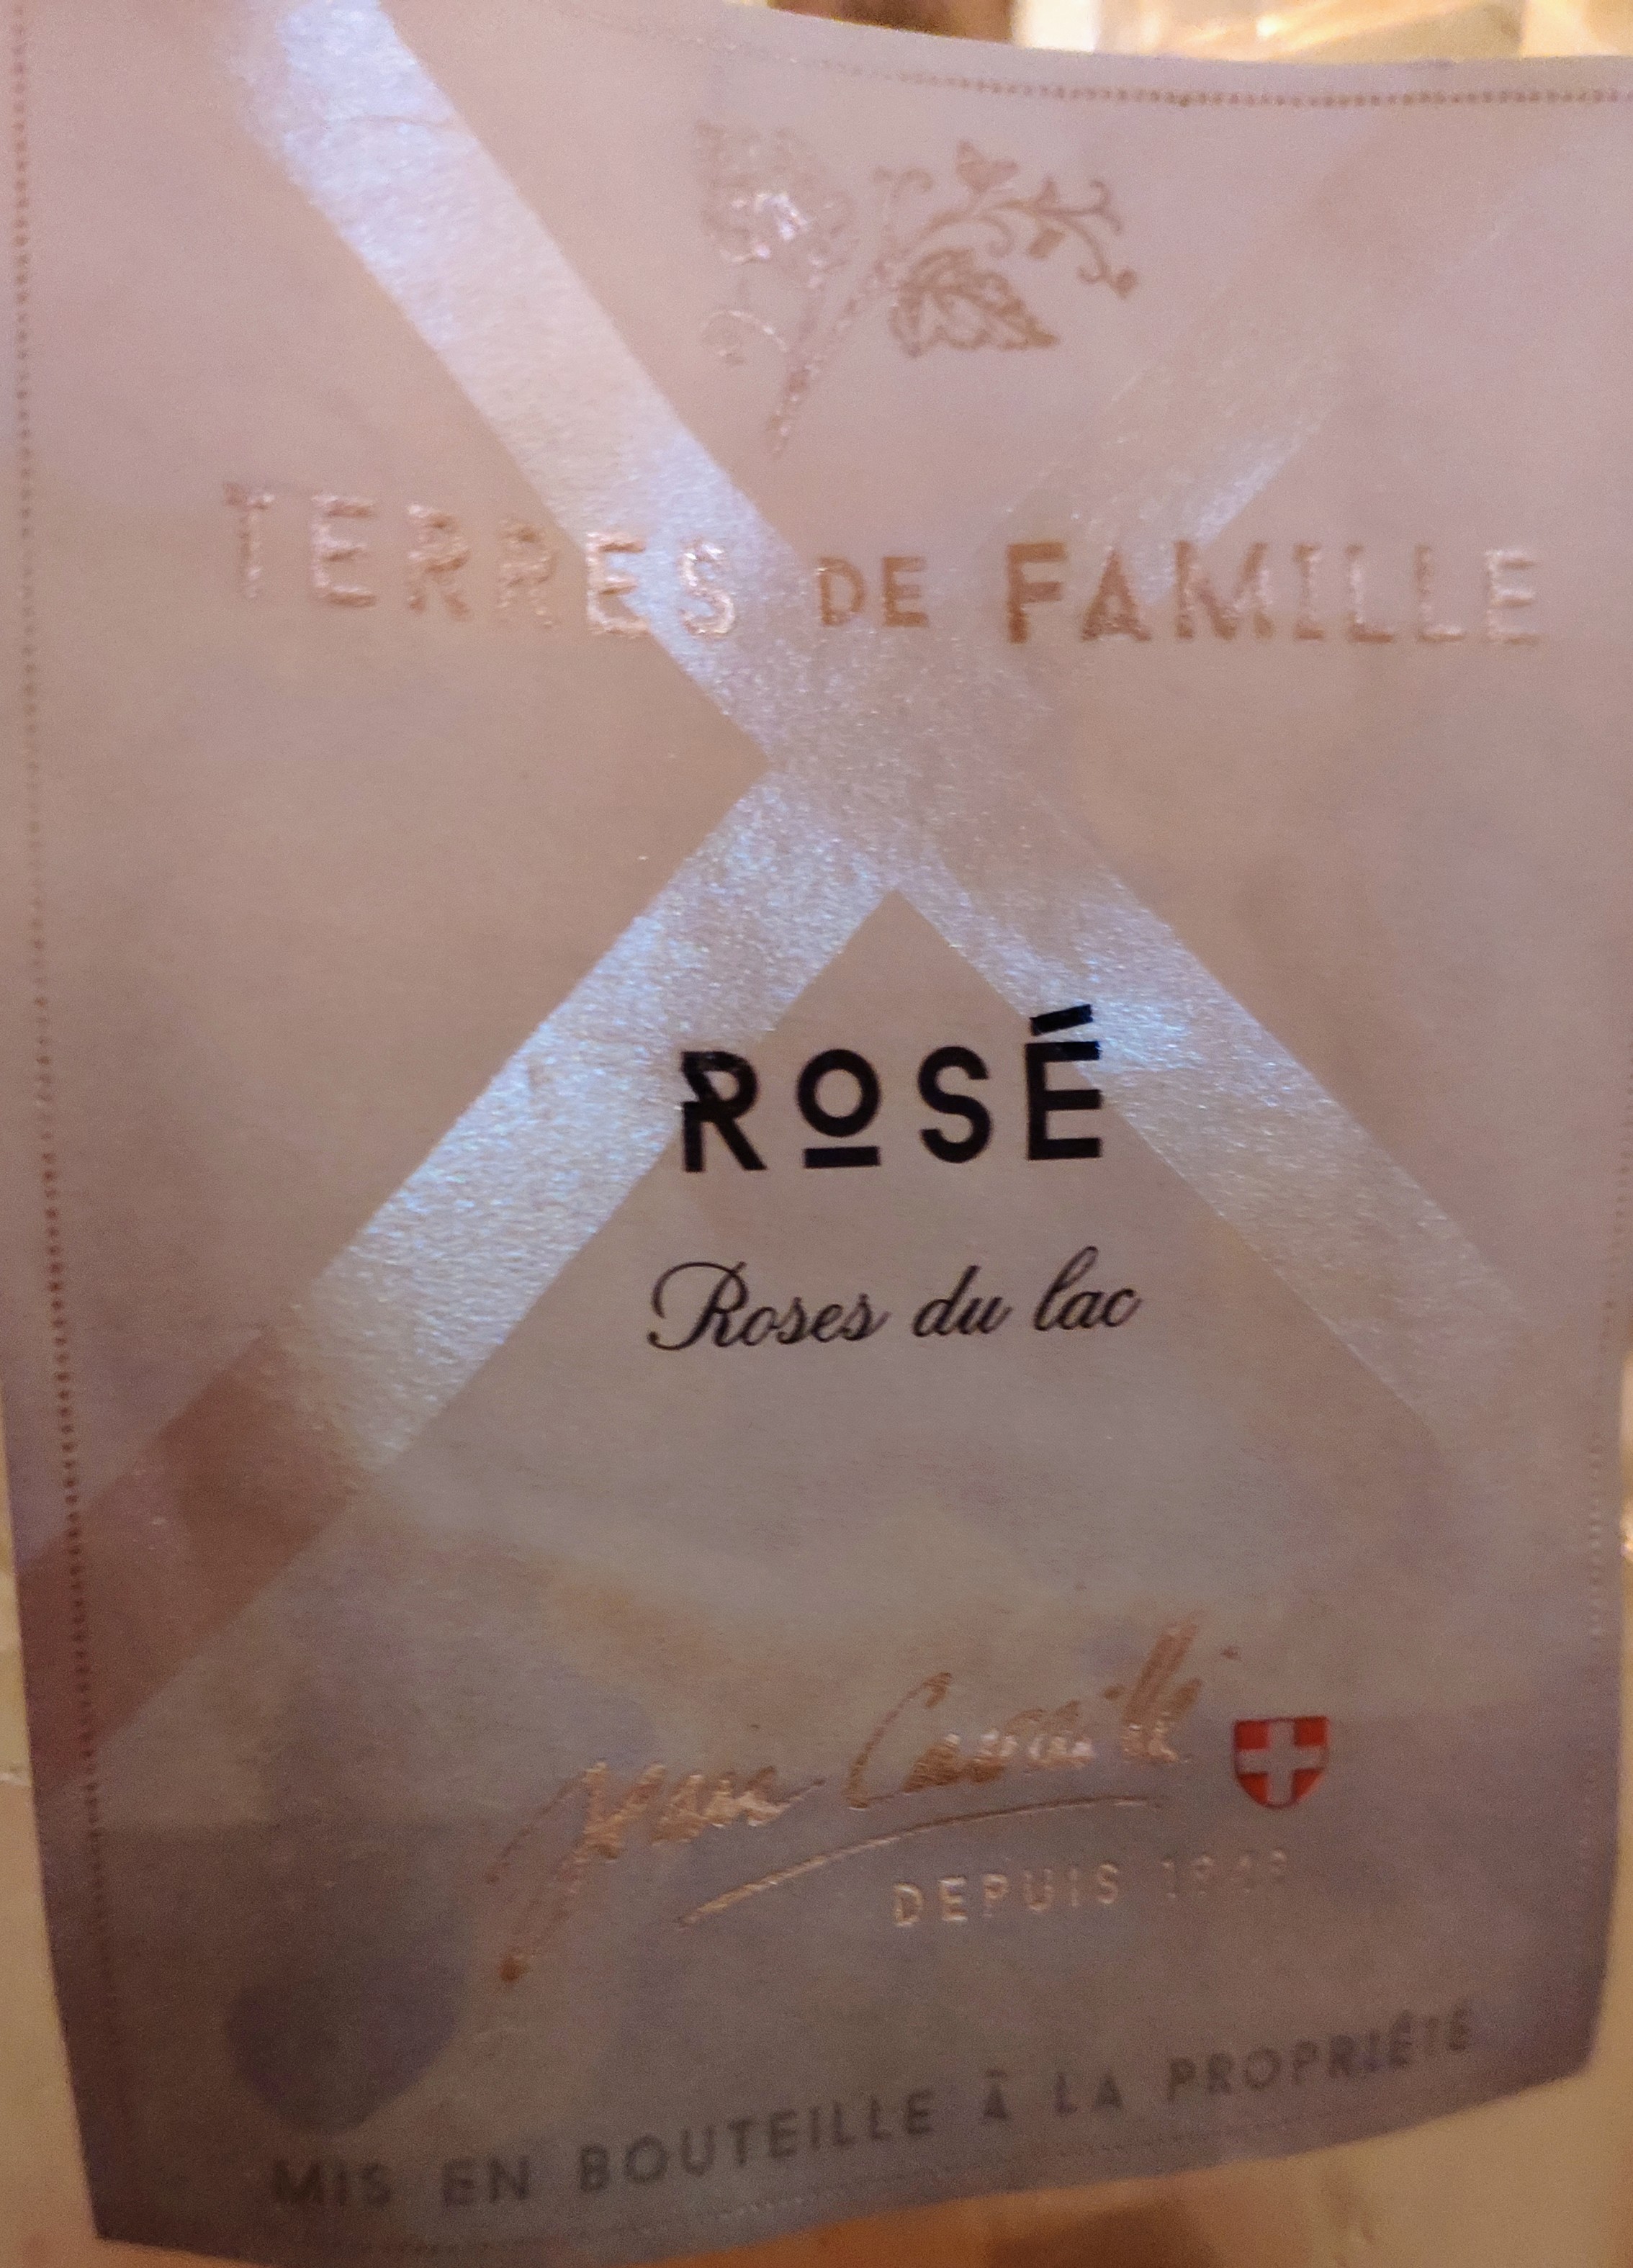 TERRES DE FAMILLE
ROSÉ
Roses du lac
DEPUIS
MIS EN BOUTEILLE À LA PROPRIÉTÉ